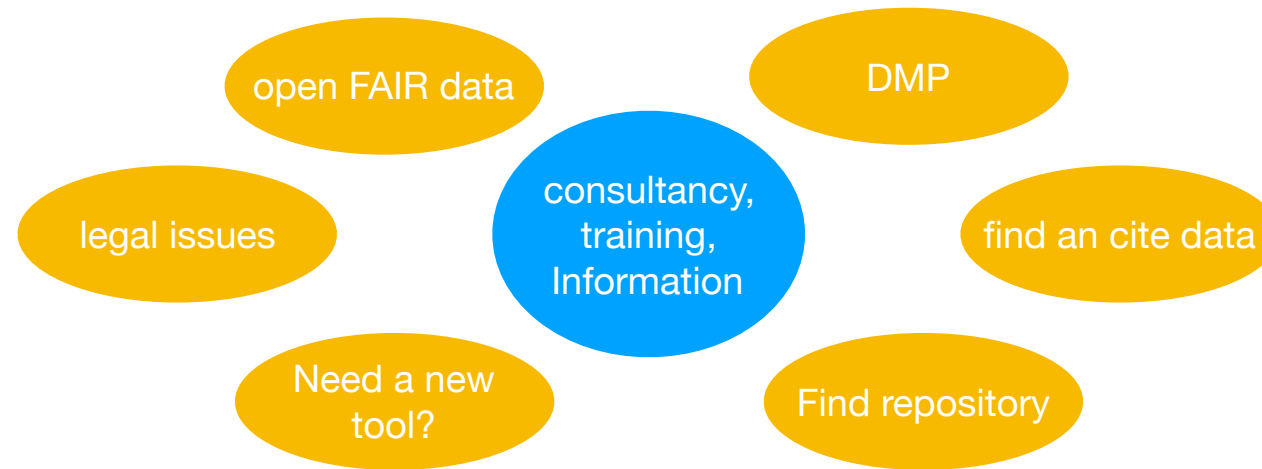 open FAIR data
DMP
consultancy,
training,
Information
legal issues
find an cite data
Need a new
tool?
Find repository